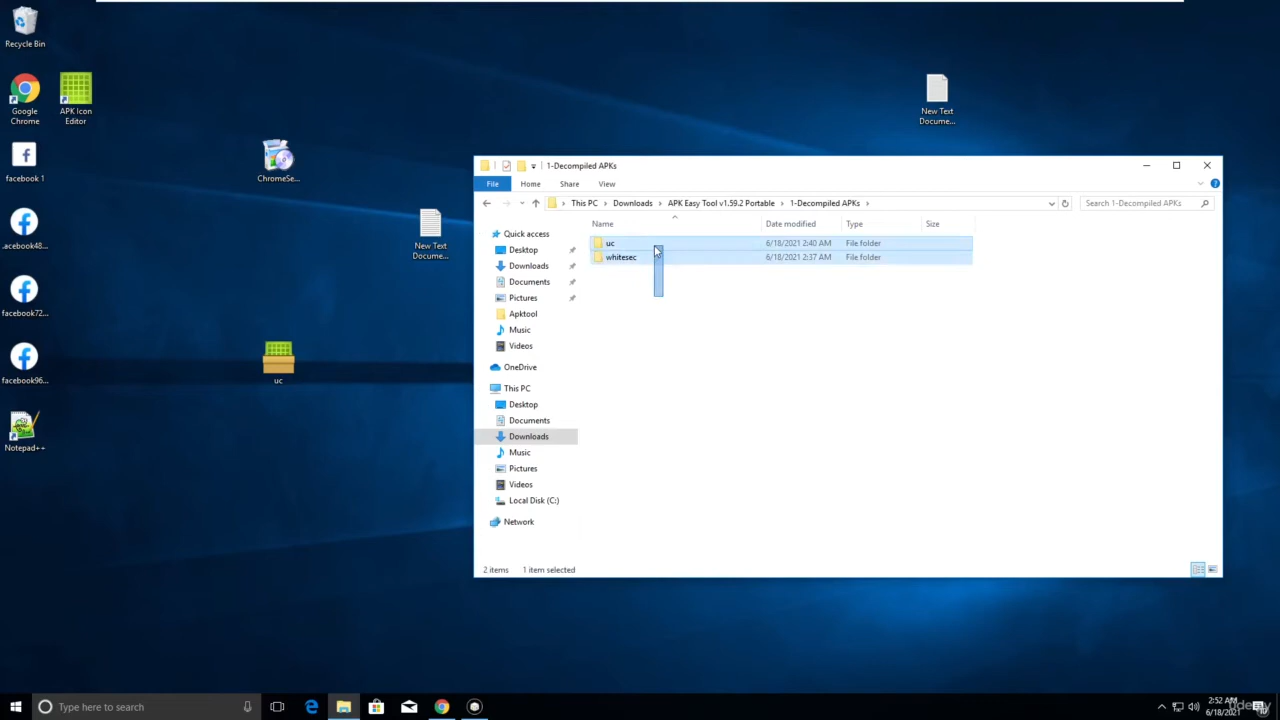 Recycle Bin
Google
Chrome
APK Icon
Editor
facebook 1
ChromeSe...
New Text
Docume...
New Text
Docume...
.acebook48...
facebook72...
facebook96...
uc
Notepad++
1-Decompiled APKs
File
Home
Share
View
This PC
Downloads
APK Easy Tool v1.59.2 Portable
1-Decompiled APKs
Search 1-Decompiled APKs
Name
Date modified
Type
Size
uc
6/18/2021 2:40 AM
File folder
whitesec
6/18/2021 2:37 AM
File folder
Quick access
Desktop
Downloads
Documents
Pictures
Apktool
Music
Videos
OneDrive
This PC
Desktop
Documents
Downloads
Music
Pictures
Videos
Local Disk (C:)
Network
2 items
1 item selected
Type here to search
2:52 AM
6/18/2021
udemy